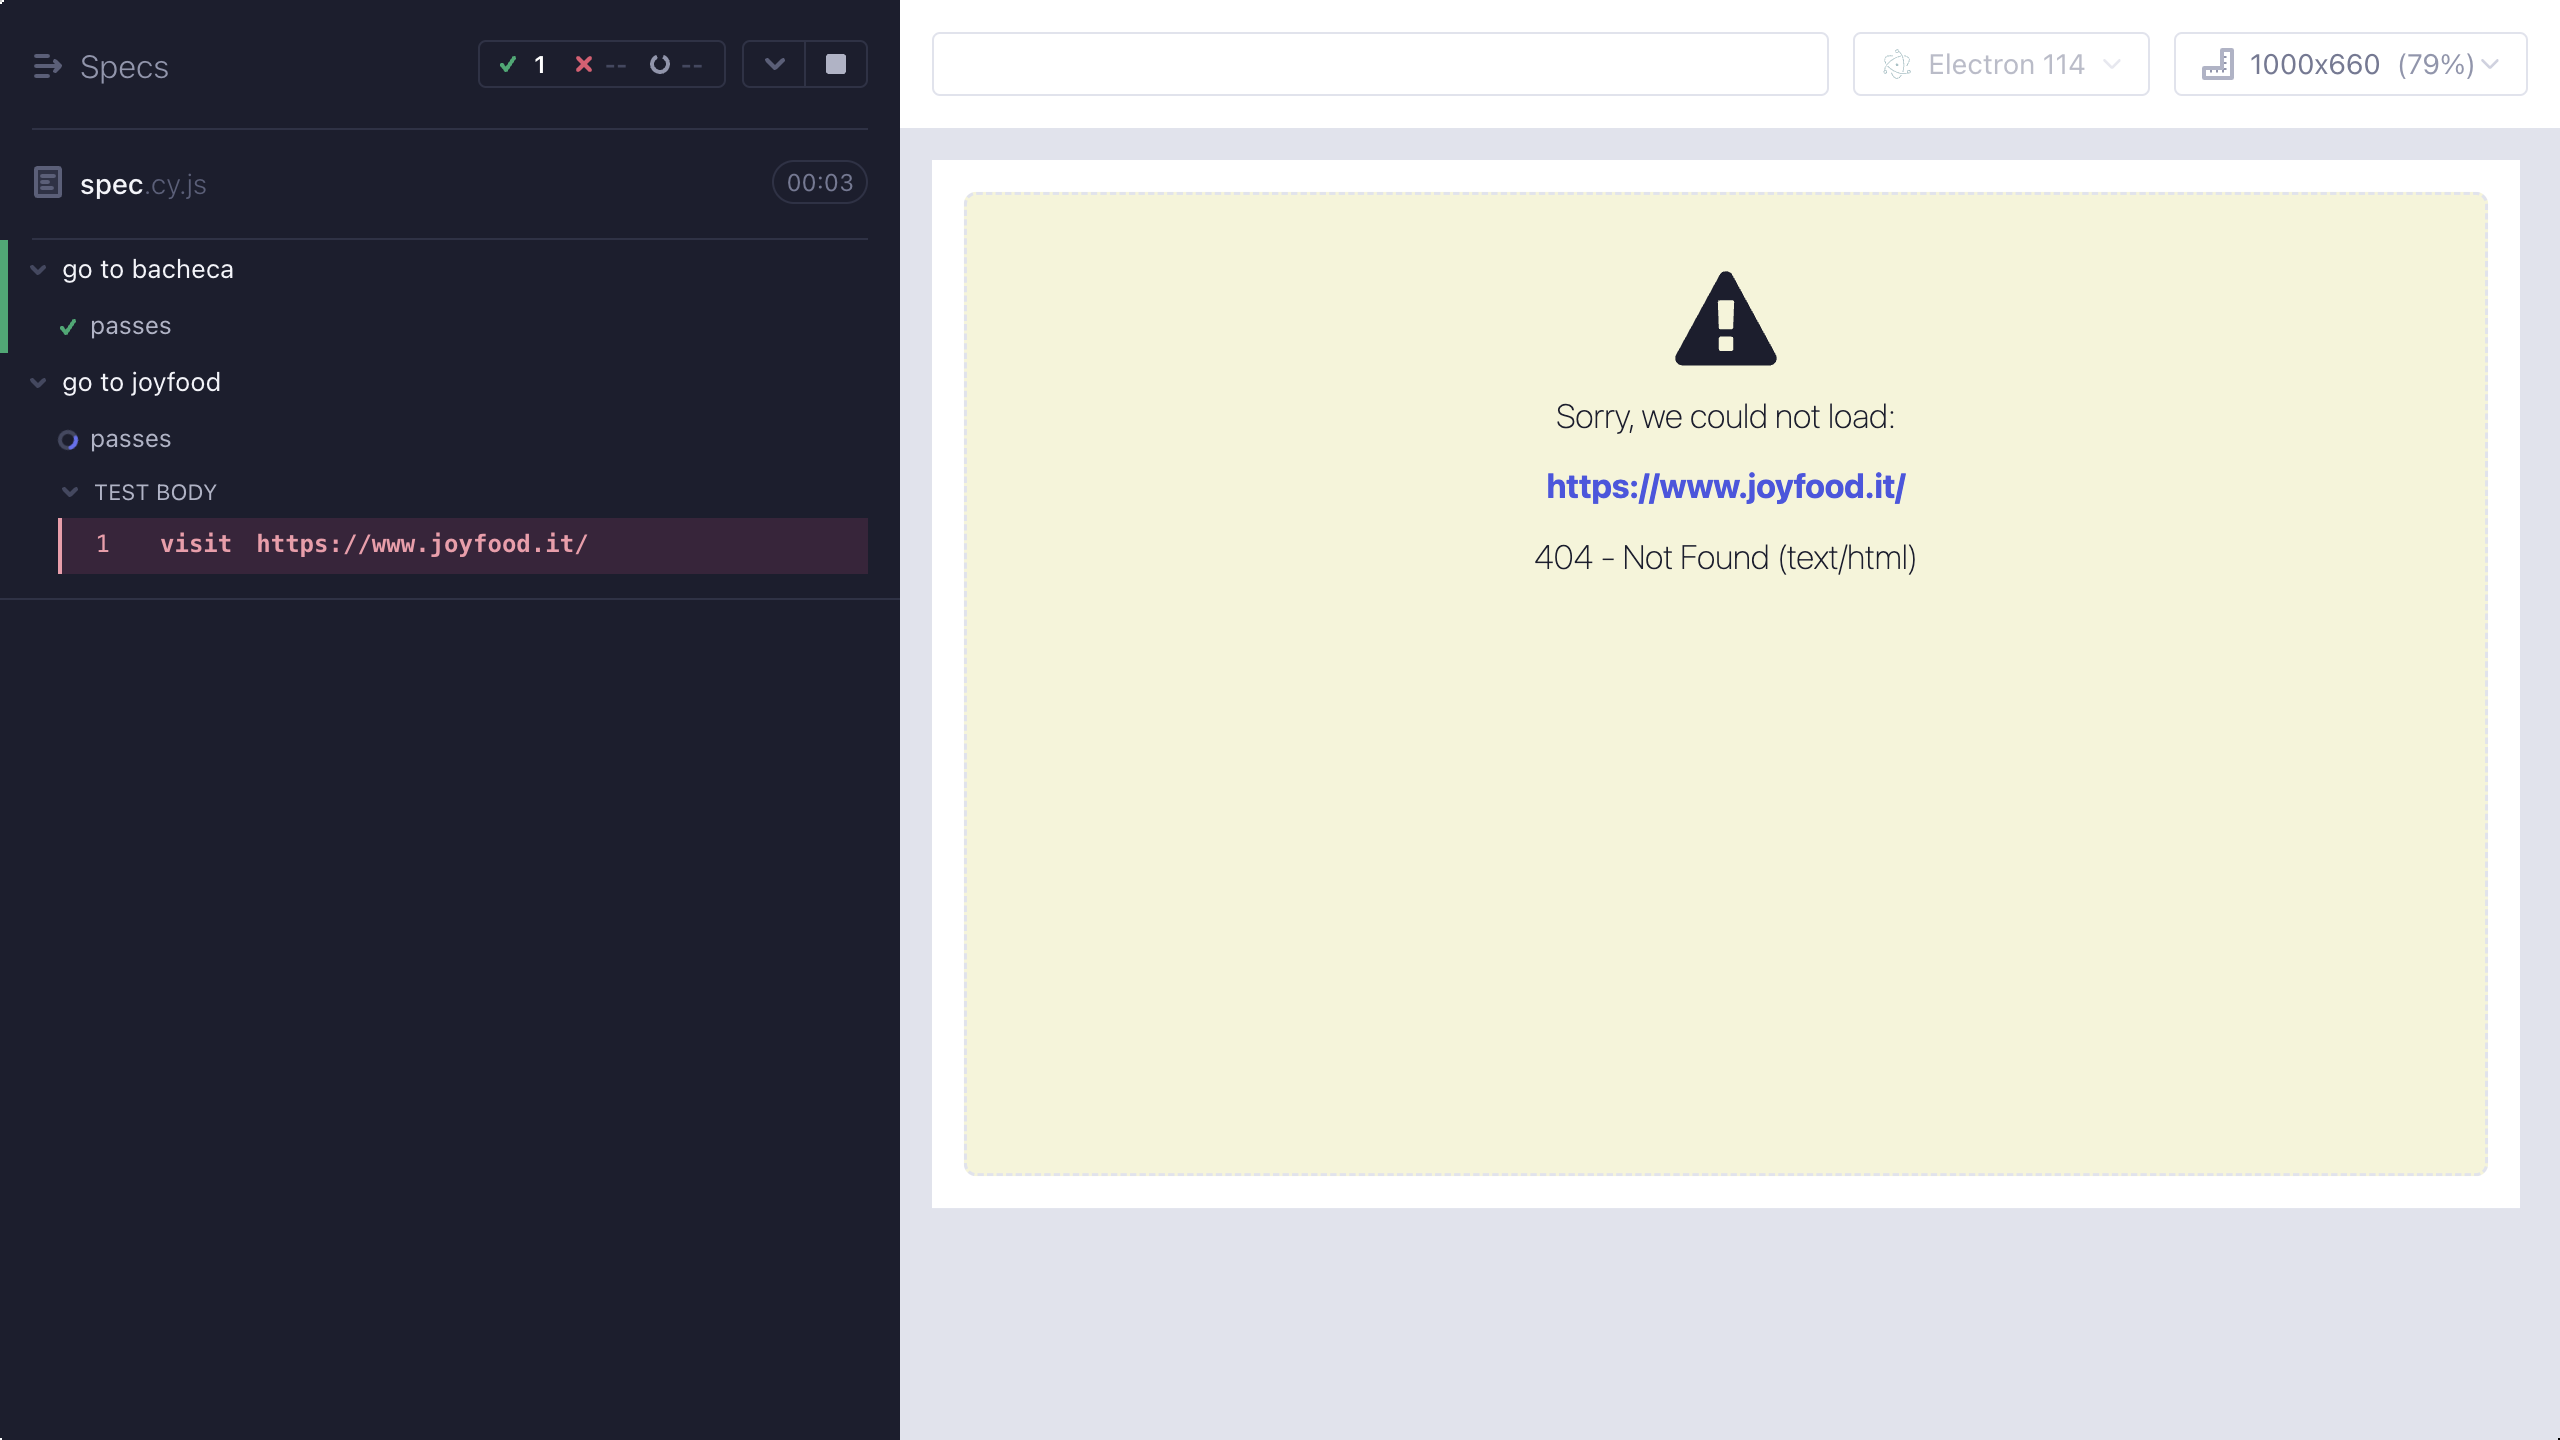 Specs
1 -- --
spec.cy.js
00:03
go to bacheca
passes
go to joyfood
passes
TEST BODY
1 visit https://www.joyfood.it/
Electron 114
1000x660 (79%)
Sorry, we could not load:
https://www.joyfood.it/
404 - Not Found (text/html)